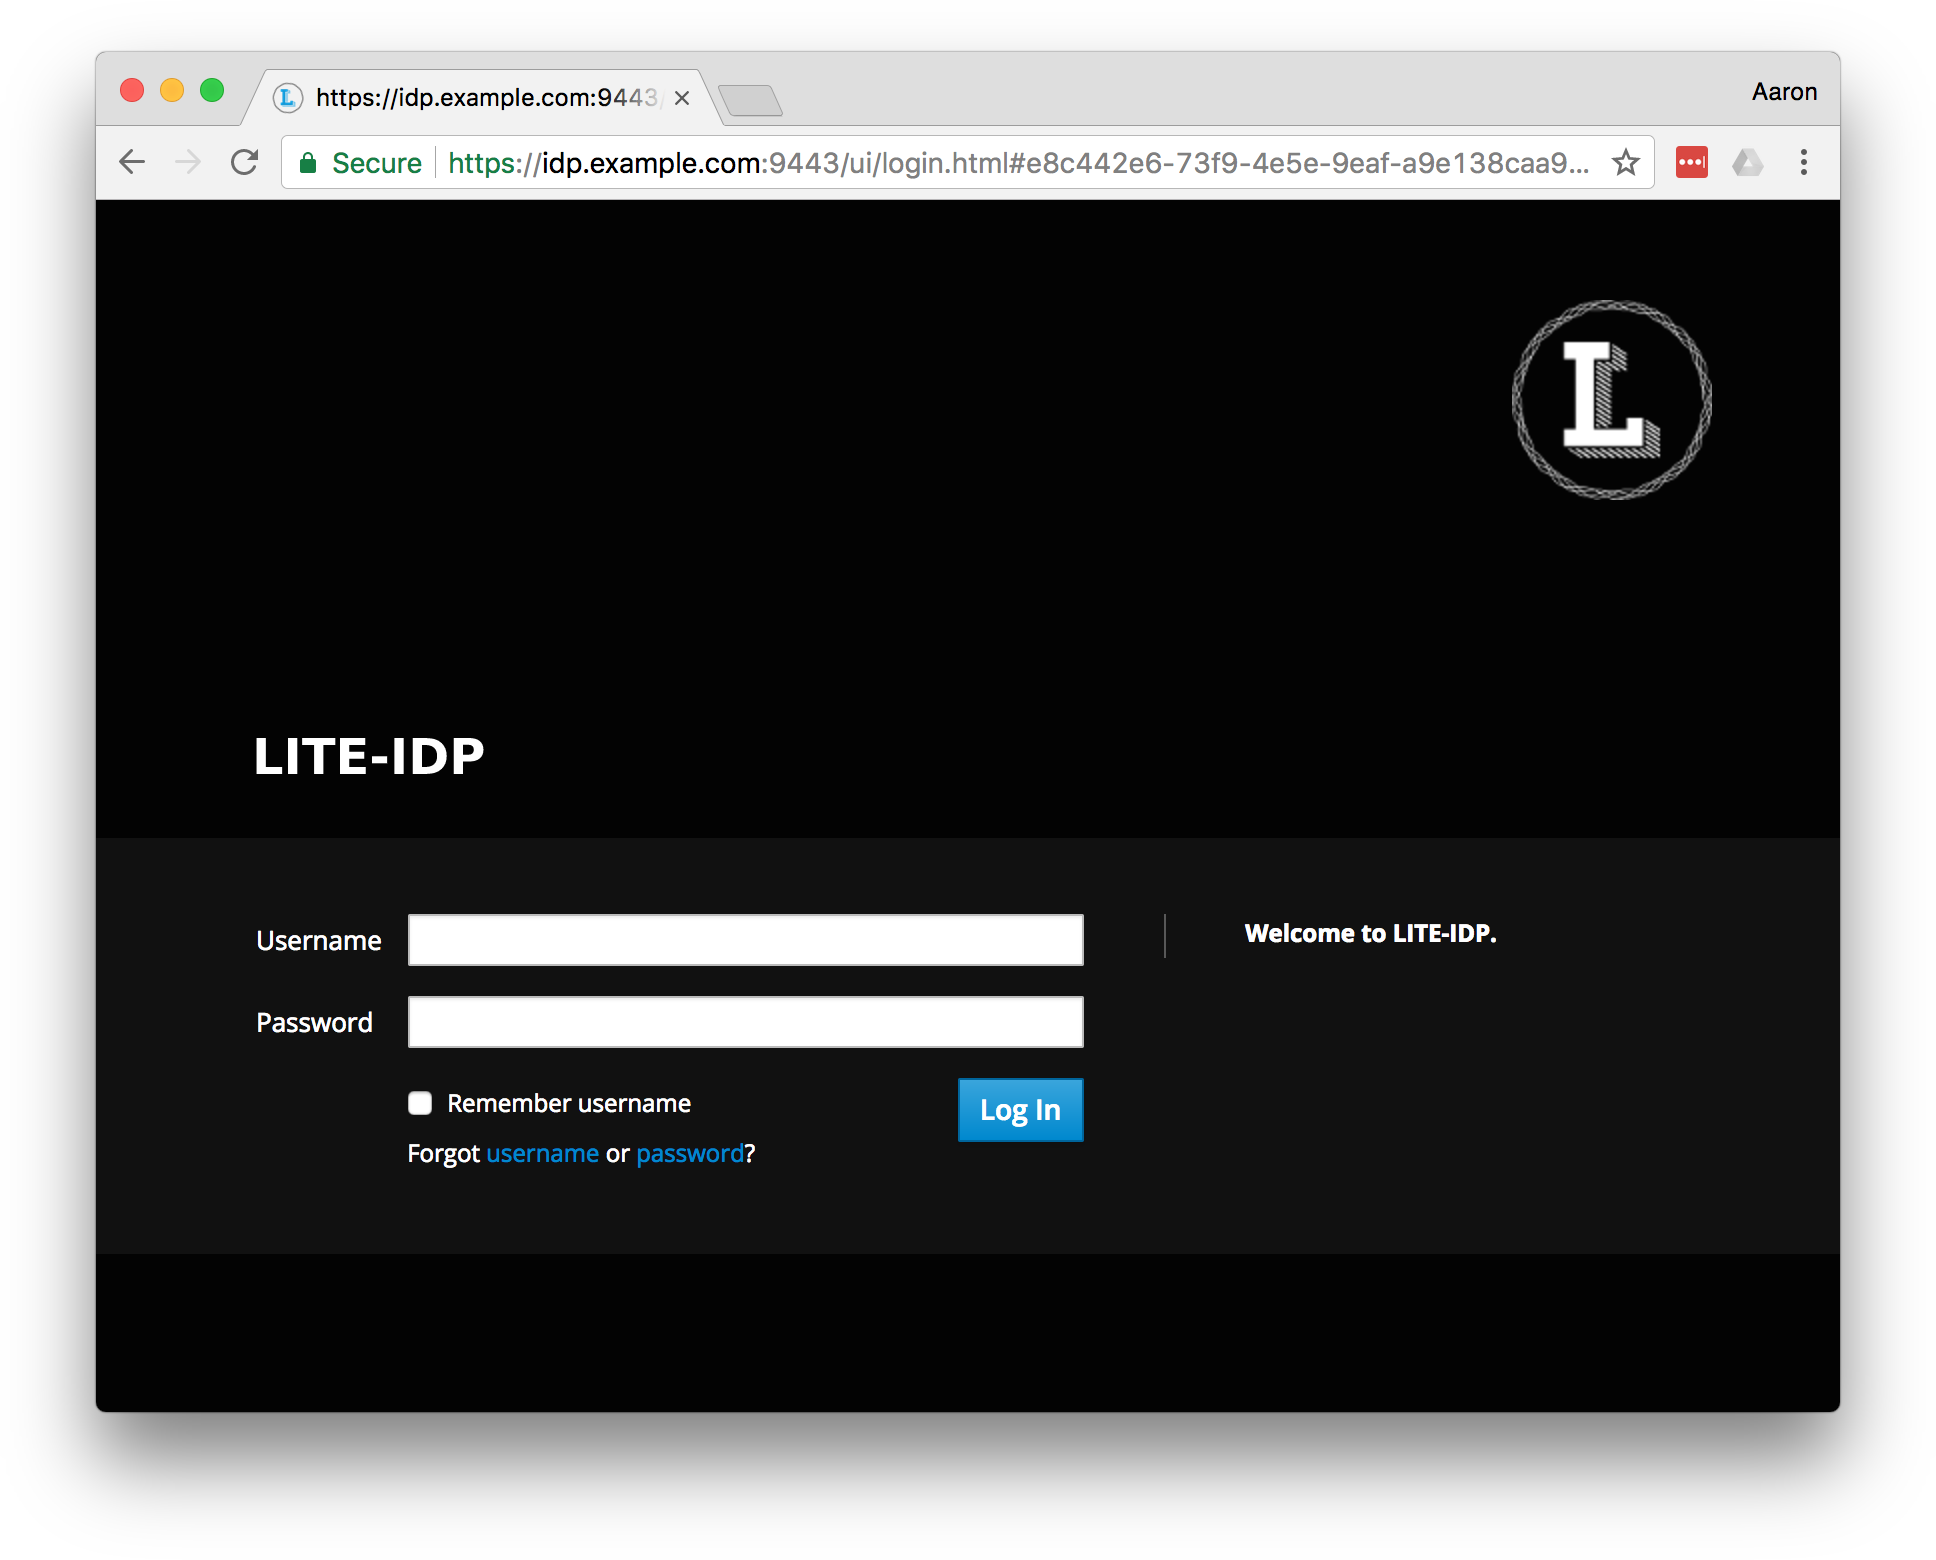 https://idp.example.com:9443/
Aaron
Secure https://idp.example.com:9443/ui/login.html#e8c442e6-73f9-4e5e-9eaf-a9e138caa9...
L
LITE-IDP
Username
Welcome to LITE-IDP.
Password
Remember username
Log In
Forgot username or password?